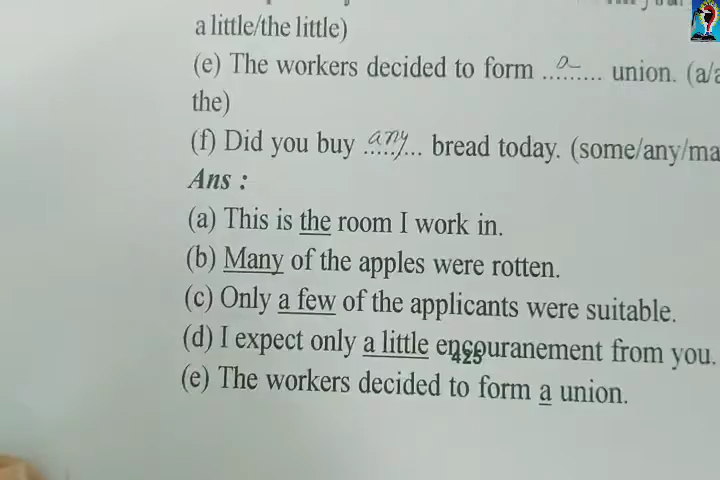 a little/the little)
(e) The workers decided to form ...a... union. (a/a
the)
(f) Did you buy ...any... bread today. (some/any/ma
Ans :
(a) This is the room I work in.
(b) Many of the apples were rotten.
(c) Only a few of the applicants were suitable.
(d) I expect only a little encouranement from you.
425
(e) The workers decided to form a union.